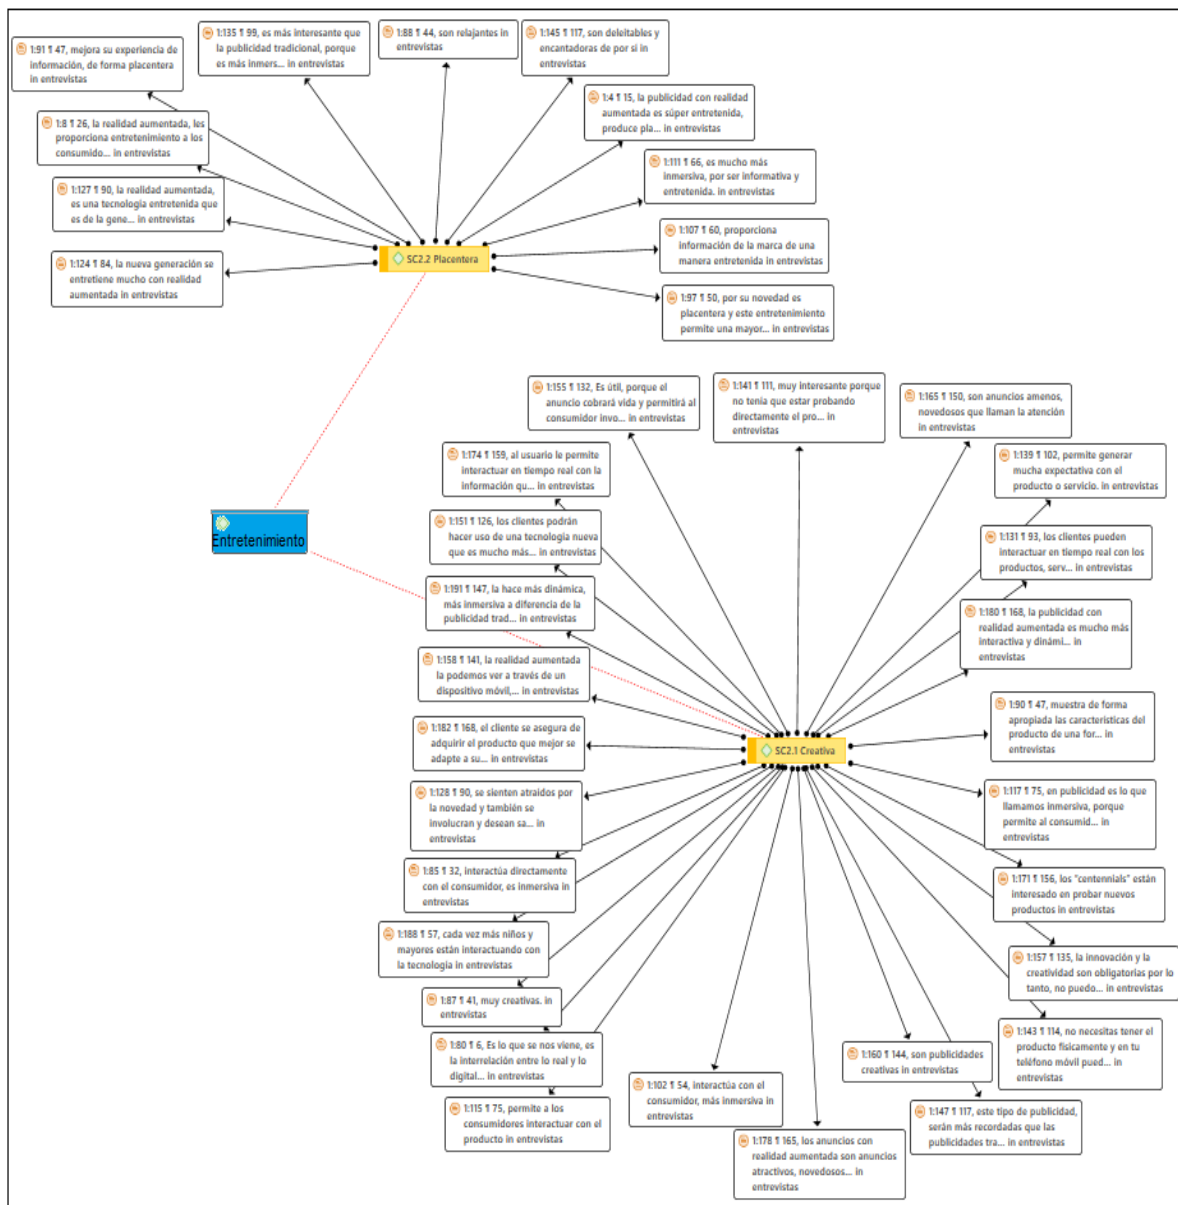 1:135 ¶ 99, es más interesante que
la publicidad tradicional, porque
es más inmers... in entrevistas
1:88 ¶ 44, son relajantes in
entrevistas
1:145 ¶ 117, son deleitables y
encantadoras de por si in
entrevistas
1:91 ¶ 47, mejora su experiencia de
información, de forma placentera
in entrevistas
1:4 ¶ 15, la publicidad con realidad
aumentada es súper entretenida,
produce pla... in entrevistas
1:8 ¶ 26, la realidad aumentada, les
proporciona entretenimiento a los
consumido... in entrevistas
1:111 ¶ 66, es mucho más
inmersiva, por ser informativa y
entretenida. in entrevistas
1:127 ¶ 90, la realidad aumentada,
es una tecnología entretenida que
es de la gene... in entrevistas
1:107 ¶ 60, proporciona
información de la marca de una
manera entretenida in entrevistas
1:124 ¶ 84, la nueva generación se
entretiene mucho con realidad
aumentada in entrevistas
SC2.2 Placentera
1:97 ¶ 50, por su novedad es
placentera y este entretenimiento
permite una mayor... in entrevistas
1:155 ¶ 132, Es útil, porque el
anuncio cobrará vida y permitirá al
consumidor invo... in entrevistas
1:141 ¶ 111, muy interesante porque
no tenía que estar probando
directamente el pro... in
entrevistas
1:165 ¶ 150, son anuncios amenos,
novedosos que llaman la atención
in entrevistas
1:174 ¶ 159, al usuario le permite
interactuar en tiempo real con la
información qu... in entrevistas
1:139 ¶ 102, permite generar
mucha expectativa con el
producto o servicio. in entrevistas
1:151 ¶ 126, los clientes podrán
hacer uso de una tecnología nueva
que es mucho más... in
entrevistas
1:131 ¶ 93, los clientes pueden
interactuar en tiempo real con los
productos, serv... in entrevistas
Entretenimiento
1:191 ¶ 147, la hace más dinámica,
más inmersiva a diferencia de la
publicidad trad... in entrevistas
1:180 ¶ 168, la publicidad con
realidad aumentada es mucho más
interactiva y dinámi... in
entrevistas
1:158 ¶ 141, la realidad aumentada
la podemos ver a través de un
dispositivo móvil,... in entrevistas
1:90 ¶ 47, muestra de forma
apropiada las características del
producto de una for... in
entrevistas
1:182 ¶ 168, el cliente se asegura de
adquirir el producto que mejor se
adapte a su... in entrevistas
SC2.1 Creativa
1:128 ¶ 90, se sienten atraídos por
la novedad y también se
involucran y desean sa... in
entrevistas
1:117 ¶ 75, en publicidad es lo que
llamamos inmersiva, porque
permite al consumid... in
entrevistas
1:85 ¶ 32, interactúa directamente
con el consumidor, es inmersiva in
entrevistas
1:171 ¶ 156, los "centennials" están
interesado en probar nuevos
productos in entrevistas
1:188 ¶ 57, cada vez más niños y
mayores están interactuando con
la tecnología in entrevistas
1:157 ¶ 135, la innovación y la
creatividad son obligatorias por lo
tanto, no puedo... in entrevistas
1:87 ¶ 41, muy creativas. in
entrevistas
1:143 ¶ 114, no necesitas tener el
producto físicamente y en tu
teléfono móvil pued... in
entrevistas
1:80 ¶ 6, Es lo que se nos viene, es
la interrelación entre lo real y lo
digital... in entrevistas
1:160 ¶ 144, son publicidades
creativas in entrevistas
1:102 ¶ 54, interactúa con el
consumidor, más inmersiva in
entrevistas
1:115 ¶ 75, permite a los
consumidores interactuar con el
producto in entrevistas
1:147 ¶ 117, este tipo de publicidad,
serán más recordadas que las
publicidades tra... in entrevistas
1:178 ¶ 165, los anuncios con
realidad aumentada son anuncios
atractivos, novedosos... in
entrevistas